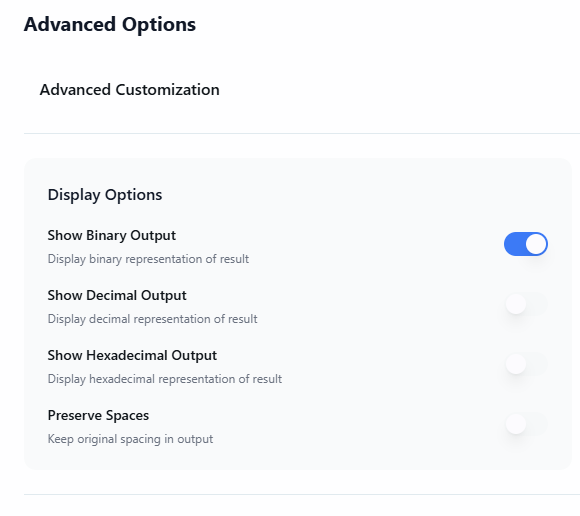 Advanced Options
Advanced Customization
Display Options
Show Binary Output
Display binary representation of result
Show Decimal Output
Display decimal representation of result
Show Hexadecimal Output
Display hexadecimal representation of result
Preserve Spaces
Keep original spacing in output